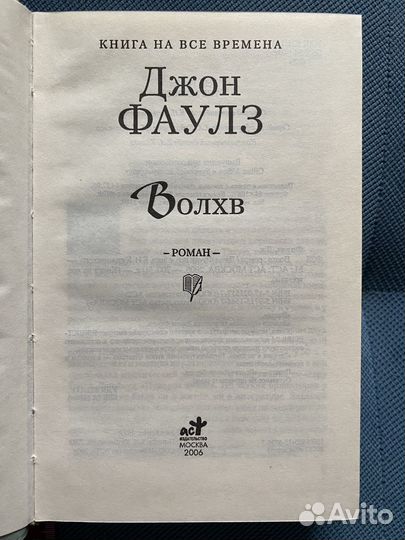 КНИГА НА ВСЕ ВРЕМЕНА
Джон
ФАУЛЗ
Волхв
– РОМАН –
аст
ИЗДАТЕЛЬСТВО
МОСКВА
2006
Avito